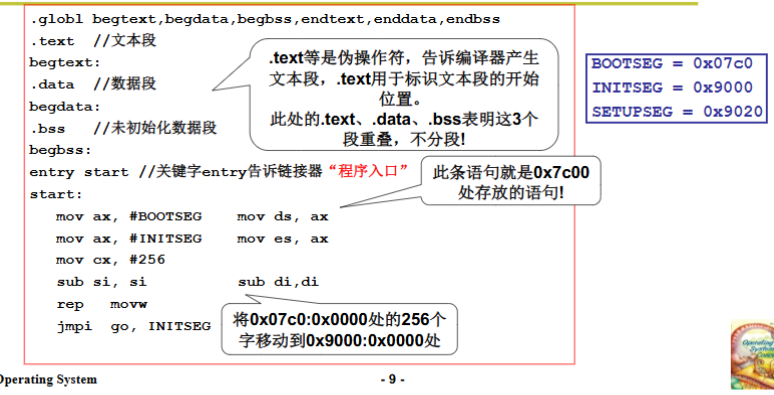 .globl begtext,begdata,begbss,endtext,enddata,endbss
.text //文本段
begtext:
.data //数据段
begdata:
.bss //未初始化数据段
begbss:
entry start //关键字entry告诉链接器“程序入口”
start:
mov ax, #BOOTSEG mov ds, ax
mov ax, #INITSEG mov es, ax
mov cx, #256
sub si, si sub di,di
rep movw
jmpi go, INITSEG
.text等是伪操作符，告诉编译器产生
文本段，.text用于标识文本段的开始
位置。
此处的.text、.data、.bss表明这3个
段重叠，不分段!
此条语句就是0x7c00
处存放的语句!
将0x07c0:0x0000处的256个
字移动到0x9000:0x0000处
BOOTSEG = 0x07c0
INITSEG = 0x9000
SETUPSEG = 0x9020
Operating System
- 9 -
Operating